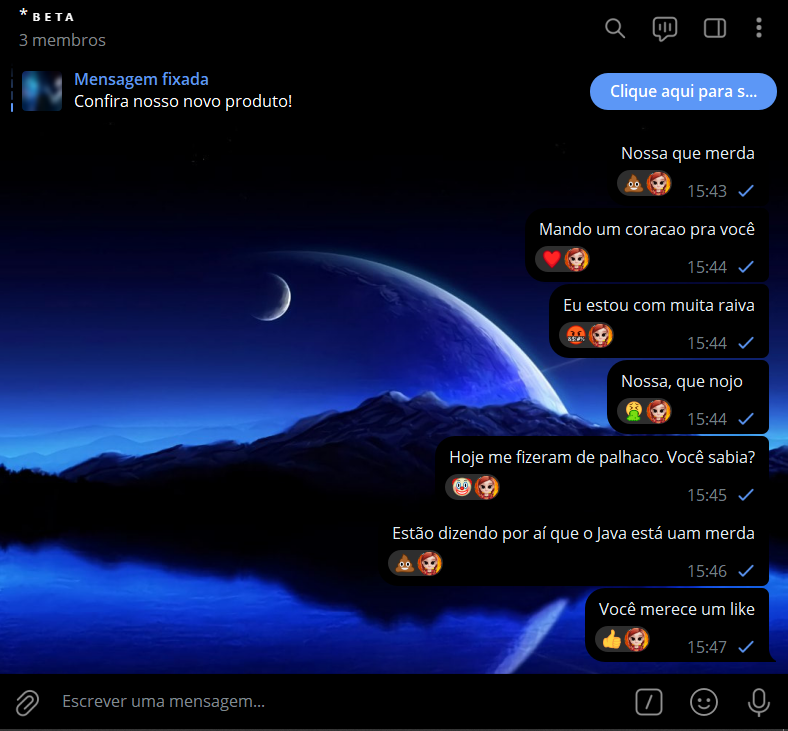 * BETA
3 membros
Mensagem fixada
Confira nosso novo produto!
Clique aqui para s...
Nossa que merda
15:43
Mando um coracao pra você
15:44
Eu estou com muita raiva
15:44
Nossa, que nojo
15:44
Hoje me fizeram de palhaco. Você sabia?
15:45
Estão dizendo por aí que o Java está uam merda
15:46
Você merece um like
15:47
Escrever uma mensagem...